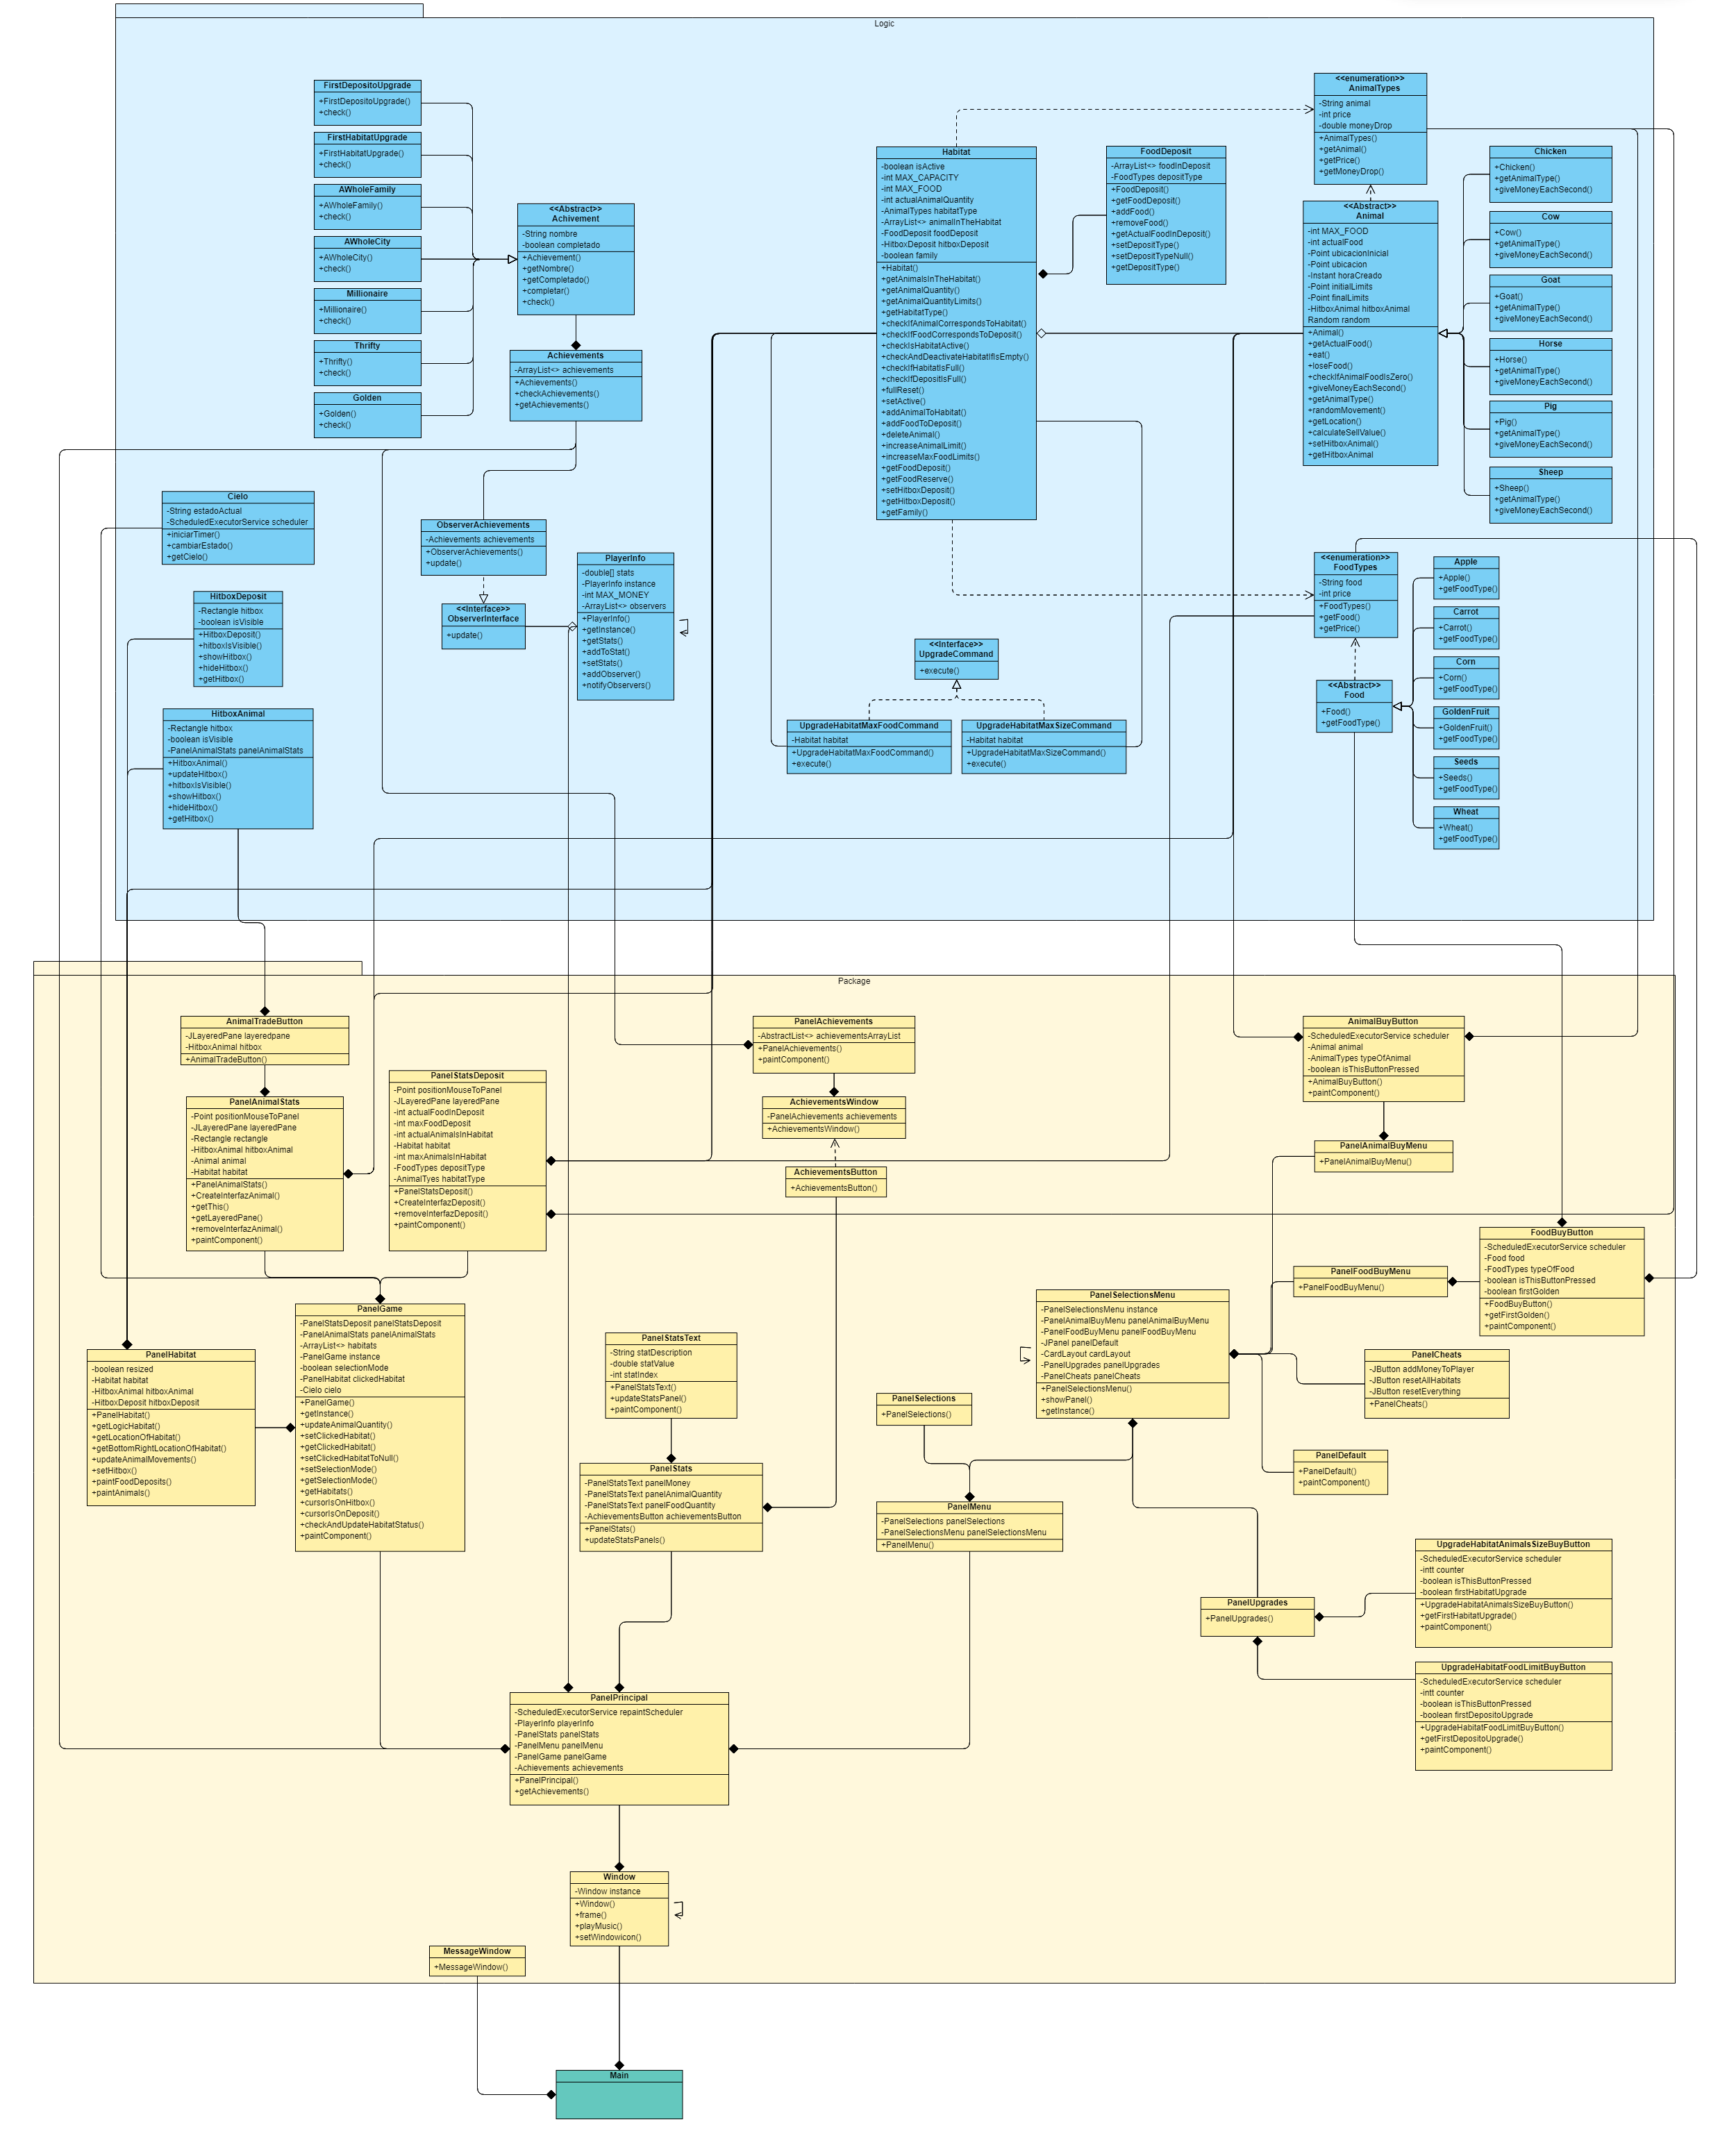 Logic
FirstDepositoUpgrade
+FirstDepositoUpgrade()
+check()
FirstHabitatUpgrade
+FirstHabitatUpgrade()
+check()
AWholeFamily
+AWholeFamily()
+check()
AWholeCity
+AWholeCity()
+check()
Millionaire
+Millionaire()
+check()
Thrifty
+Thrifty()
+check()
Golden
+Golden()
+check()
<<Abstract>>
Achivement
-String nombre
-boolean completado
+Achievement()
+getNombre()
+getCompletado()
+completar()
+check()
Achievements
-ArrayList<> achievements
+Achievements()
+checkAchievements()
+getAchievements()
Habitat
-boolean isActive
-int MAX_CAPACITY
-int MAX_FOOD
-int actualAnimalQuantity
-AnimalTypes habitatType
-ArrayList<> animalInTheHabitat
-FoodDeposit foodDeposit
-HitboxDeposit hitboxDeposit
-boolean family
+Habitat()
+getAnimalsInTheHabitat()
+getAnimalQuantity()
+getAnimalQuantityLimits()
+getHabitatType()
+checkIfAnimalCorrespondsToHabitat()
+checkIfFoodCorrespondsToDeposit()
+checkIsHabitatActive()
+checkAndDeactivateHabitatIfIsEmpty()
+checkIfHabitatIsFull()
+checkIfDepositIsFull()
+fullReset()
+setActive()
+addAnimalToHabitat()
+addFoodToDeposit()
+deleteAnimal()
+increaseAnimalLimit()
+increaseMaxFoodLimits()
+getFoodDeposit()
+getFoodReserve()
+setHitboxDeposit()
+getHitboxDeposit()
+getFamily()
FoodDeposit
-ArrayList<> foodInDeposit
-FoodTypes depositType
+FoodDeposit()
+getFoodDeposit()
+addFood()
+removeFood()
+getActualFoodInDeposit()
+setDepositType()
+setDepositTypeNull()
+getDepositType()
<<enumeration>>
AnimalTypes
-String animal
-int price
-double moneyDrop
+AnimalTypes()
+getAnimal()
+getPrice()
+getMoneyDrop()
<<Abstract>>
Animal
-int MAX_FOOD
-int actualFood
-Point ubicacionInicial
-Point ubicacion
-Instant horaCreado
-Point initialLimits
-Point finalLimits
-HitboxAnimal hitboxAnimal
Random random
+Animal()
+getActualFood()
+eat()
+loseFood()
+checkIfAnimalFoodIsZero()
+giveMoneyEachSecond()
+getAnimalType()
+randomMovement()
+getLocation()
+calculateSellValue()
+setHitboxAnimal()
+getHitboxAnimal
Chicken
+Chicken()
+getAnimalType()
+giveMoneyEachSecond()
Cow
+Cow()
+getAnimalType()
+giveMoneyEachSecond()
Goat
+Goat()
+getAnimalType()
+giveMoneyEachSecond()
Horse
+Horse()
+getAnimalType()
+giveMoneyEachSecond()
Pig
+Pig()
+getAnimalType()
+giveMoneyEachSecond()
Sheep
+Sheep()
+getAnimalType()
+giveMoneyEachSecond()
Cielo
-String estadoActual
-ScheduledExecutorService scheduler
+iniciarTimer()
+cambiarEstado()
+getCielo()
HitboxDeposit
-Rectangle hitbox
-boolean isVisible
+HitboxDeposit()
+hitboxIsVisible()
+showHitbox()
+hideHitbox()
+getHitbox()
HitboxAnimal
-Rectangle hitbox
-boolean isVisible
-PanelAnimalStats panelAnimalStats
+HitboxAnimal()
+updateHitbox()
+hitboxIsVisible()
+showHitbox()
+hideHitbox()
+getHitbox()
ObserverAchievements
-Achievements achievements
+ObserverAchievements()
+update()
<<Interface>>
ObserverInterface
+update()
PlayerInfo
-double[] stats
-PlayerInfo instance
-int MAX_MONEY
-ArrayList<> observers
+PlayerInfo()
+getInstance()
+getStats()
+addToStat()
+setStats()
+addObserver()
+notifyObservers()
<<Interface>>
UpgradeCommand
+execute()
UpgradeHabitatMaxFoodCommand
-Habitat habitat
+UpgradeHabitatMaxFoodCommand()
+execute()
UpgradeHabitatMaxSizeCommand
-Habitat habitat
+UpgradeHabitatMaxSizeCommand()
+execute()
<<enumeration>>
FoodTypes
-String food
-int price
+FoodTypes()
+getFood()
+getPrice()
<<Abstract>>
Food
+Food()
+getFoodType()
Apple
+Apple()
+getFoodType()
Carrot
+Carrot()
+getFoodType()
Corn
+Corn()
+getFoodType()
GoldenFruit
+GoldenFruit()
+getFoodType()
Seeds
+Seeds()
+getFoodType()
Wheat
+Wheat()
+getFoodType()
Package
AnimalTradeButton
-JLayeredPane layeredpane
-HitboxAnimal hitbox
+AnimalTradeButton()
PanelAnimalStats
-Point positionMouseToPanel
-JLayeredPane layeredPane
-Rectangle rectangle
-HitboxAnimal hitboxAnimal
-Animal animal
-Habitat habitat
+PanelAnimalStats()
+CreateInterfazAnimal()
+getThis()
+getLayeredPane()
+removeInterfazAnimal()
+paintComponent()
PanelStatsDeposit
-Point positionMouseToPanel
-JLayeredPane layeredPane
-int actualFoodInDeposit
-int maxFoodDeposit
-int actualAnimalsInHabitat
-Habitat habitat
-int maxAnimalsInHabitat
-FoodTypes depositType
-AnimalTyes habitatType
+PanelStatsDeposit()
+CreateInterfazDeposit()
+removeInterfazDeposit()
+paintComponent()
PanelAchievements
-AbstractList<> achievementsArrayList
+PanelAchievements()
+paintComponent()
AchievementsWindow
-PanelAchievements achievements
+AchievementsWindow()
AchievementsButton
+AchievementsButton()
AnimalBuyButton
-ScheduledExecutorService scheduler
-Animal animal
-AnimalTypes typeOfAnimal
-boolean isThisButtonPressed
+AnimalBuyButton()
+paintComponent()
PanelAnimalBuyMenu
+PanelAnimalBuyMenu()
FoodBuyButton
-ScheduledExecutorService scheduler
-Food food
-FoodTypes typeOfFood
-boolean isThisButtonPressed
-boolean firstGolden
+FoodBuyButton()
+getFirstGolden()
+paintComponent()
PanelFoodBuyMenu
+PanelFoodBuyMenu()
PanelSelectionsMenu
-PanelSelectionsMenu instance
-PanelAnimalBuyMenu panelAnimalBuyMenu
-PanelFoodBuyMenu panelFoodBuyMenu
-JPanel panelDefault
-CardLayout cardLayout
-PanelUpgrades panelUpgrades
-PanelCheats panelCheats
+PanelSelectionsMenu()
+showPanel()
+getInstance()
PanelCheats
-JButton addMoneyToPlayer
-JButton resetAllHabitats
-JButton resetEverything
+PanelCheats()
PanelDefault
+PanelDefault()
+paintComponent()
PanelGame
-PanelStatsDeposit panelStatsDeposit
-PanelAnimalStats panelAnimalStats
-ArrayList<> habitats
-PanelGame instance
-boolean selectionMode
-PanelHabitat clickedHabitat
-Cielo cielo
+PanelGame()
+getInstance()
+updateAnimalQuantity()
+setClickedHabitat()
+getClickedHabitat()
+setClickedHabitatToNull()
+setSelectionMode()
+getSelectionMode()
+getHabitats()
+cursorIsOnHitbox()
+cursorIsOnDeposit()
+checkAndUpdateHabitatStatus()
+paintComponent()
PanelHabitat
-boolean resized
-Habitat habitat
-HitboxAnimal hitboxAnimal
-HitboxDeposit hitboxDeposit
+PanelHabitat()
+getLogicHabitat()
+getLocationOfHabitat()
+getBottomRightLocationOfHabitat()
+updateAnimalMovements()
+setHitbox()
+paintFoodDeposits()
+paintAnimals()
PanelStatsText
-String statDescription
-double statValue
-int statIndex
+PanelStatsText()
+updateStatsPanel()
+paintComponent()
PanelStats
-PanelStatsText panelMoney
-PanelStatsText panelAnimalQuantity
-PanelStatsText panelFoodQuantity
-AchievementsButton achievementsButton
+PanelStats()
+updateStatsPanels()
PanelSelections
+PanelSelections()
PanelMenu
-PanelSelections panelSelections
-PanelSelectionsMenu panelSelectionsMenu
+PanelMenu()
PanelUpgrades
+PanelUpgrades()
UpgradeHabitatAnimalsSizeBuyButton
-ScheduledExecutorService scheduler
-intt counter
-boolean isThisButtonPressed
-boolean firstHabitatUpgrade
+UpgradeHabitatAnimalsSizeBuyButton()
+getFirstHabitatUpgrade()
+paintComponent()
UpgradeHabitatFoodLimitBuyButton
-ScheduledExecutorService scheduler
-intt counter
-boolean isThisButtonPressed
-boolean firstDepositoUpgrade
+UpgradeHabitatFoodLimitBuyButton()
+getFirstDepositoUpgrade()
+paintComponent()
PanelPrincipal
-ScheduledExecutorService repaintScheduler
-PlayerInfo playerInfo
-PanelStats panelStats
-PanelMenu panelMenu
-PanelGame panelGame
-Achievements achievements
+PanelPrincipal()
+getAchievements()
Window
-Window instance
+Window()
+frame()
+playMusic()
+setWindowicon()
MessageWindow
+MessageWindow()
Main